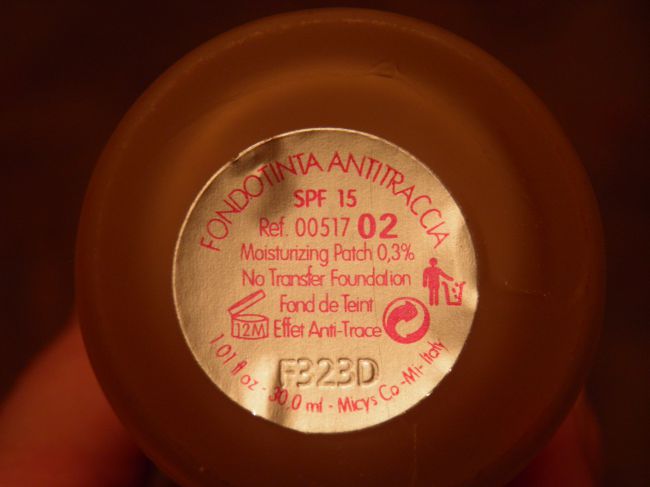 FONDOTINTA ANTITRACCIA
SPF 15
Ref. 00517 02
Moisturizing Patch 0,3%
No Transfer Foundation
Fond de Teint
12M Effet Anti-Trace
F323D
1.01 fl oz - 30.0 ml - Micys Co - Mi - Italy